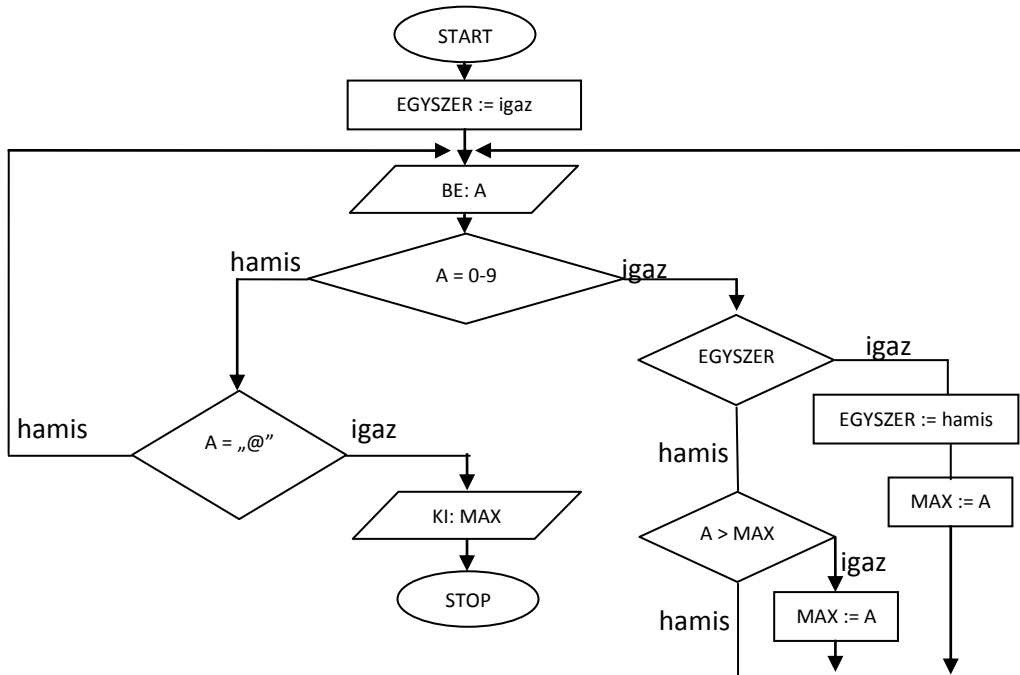 START
EGYSZER := igaz
BE: A
hamis
A = 0-9
igaz
EGYSZER
igaz
hamis
A = „@”
igaz
EGYSZER := hamis
hamis
KI: MAX
MAX := A
A > MAX
igaz
STOP
hamis
MAX := A